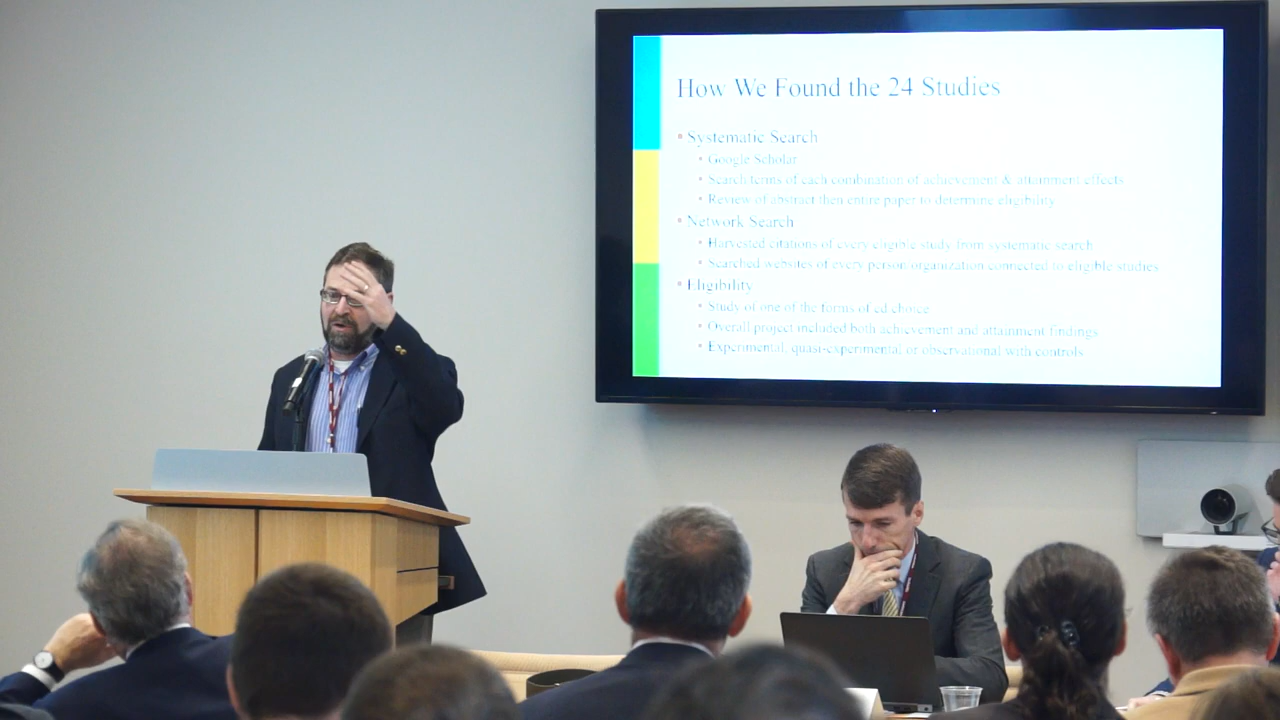 How We Found the 24 Studies
Systematic Search
Google Scholar
Search terms of each combination of achievement & attainment effects
Review of abstract then entire paper to determine eligibility
Network Search
Harvested citations of every eligible study from systematic search
Searched websites of every person/organization connected to eligible studies
Eligibility
Study of one of the forms of ed choice
Overall project included both achievement and attainment findings
Experimental, quasi-experimental or observational with controls